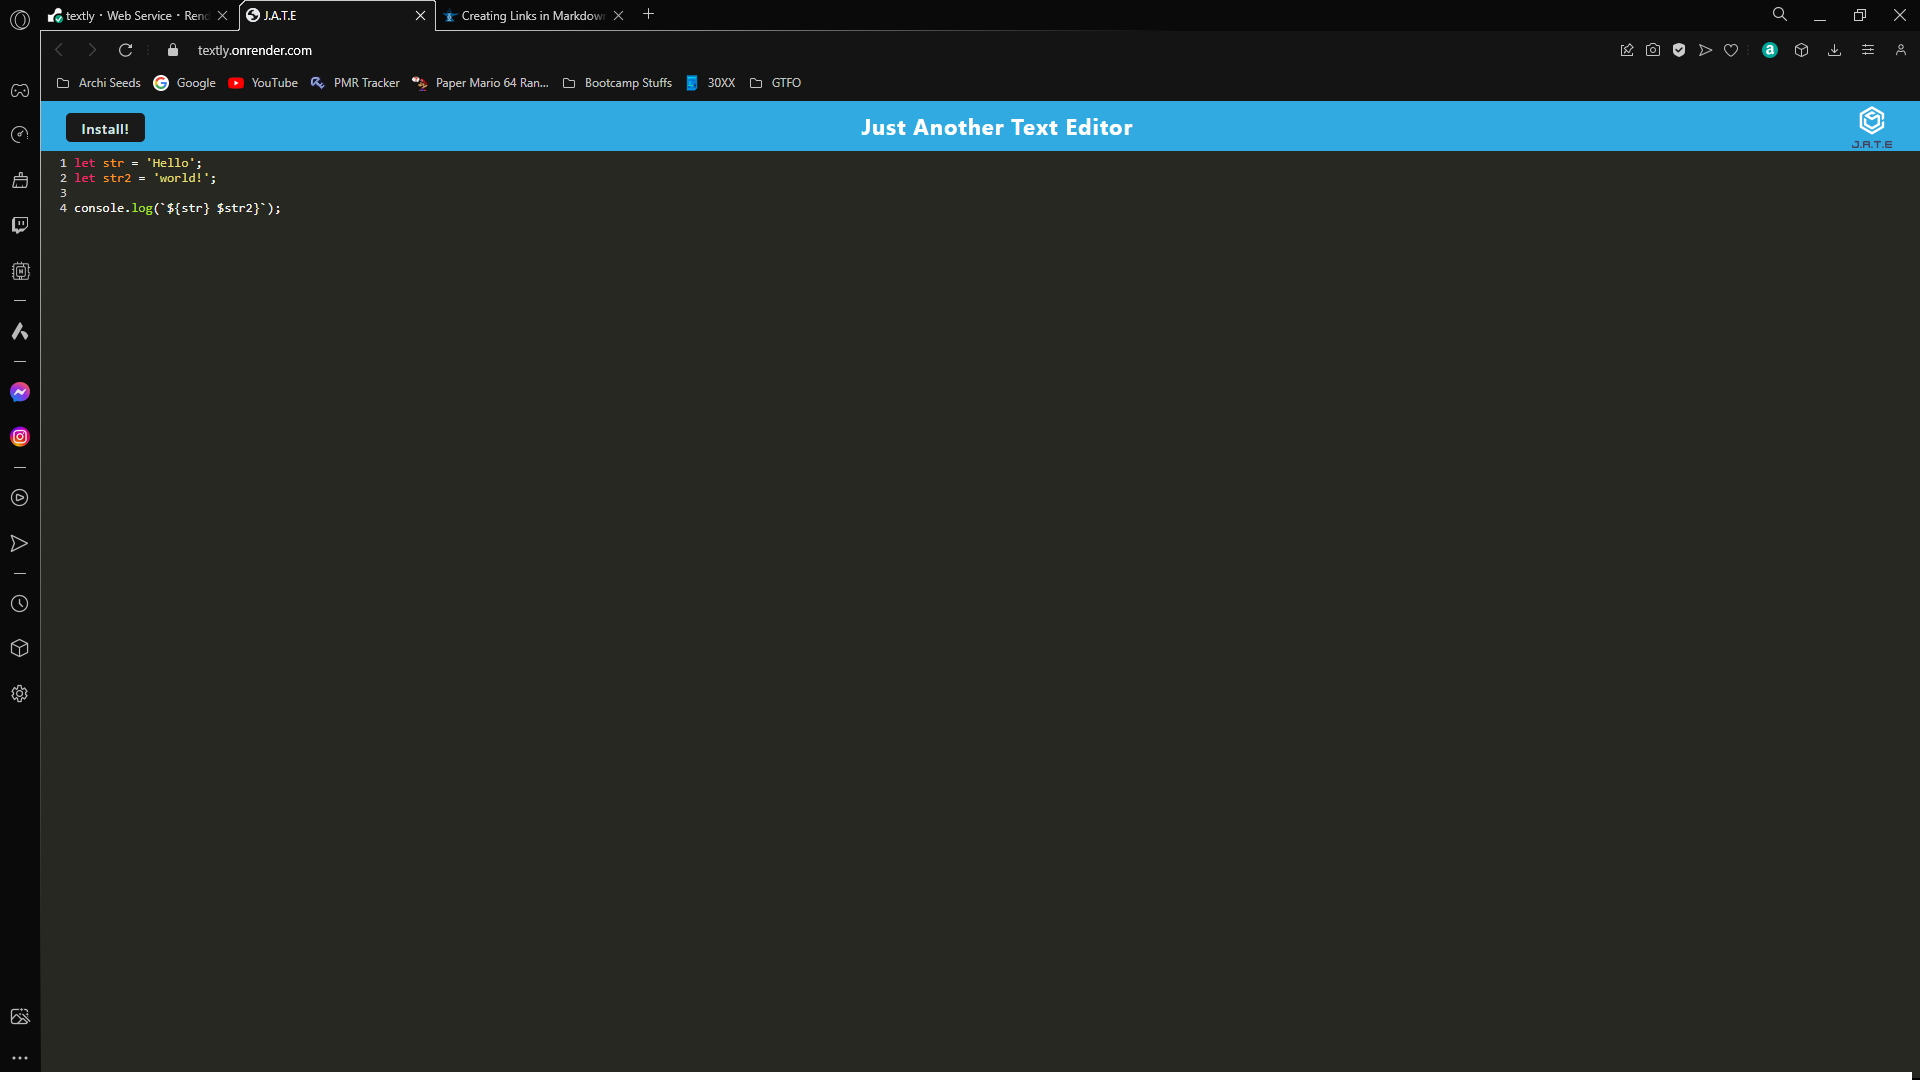 textly · Web Service · Rend
J.A.T.E
Creating Links in Markdown
textly.onrender.com
Archi Seeds
Google
YouTube
PMR Tracker
Paper Mario 64 Ran...
Bootcamp Stuffs
30XX
GTFO
Install!
Just Another Text Editor
J.A.T.E
1 let str = 'Hello';
2 let str2 = 'world!';
3
4 console.log(`${str} $str2}`);